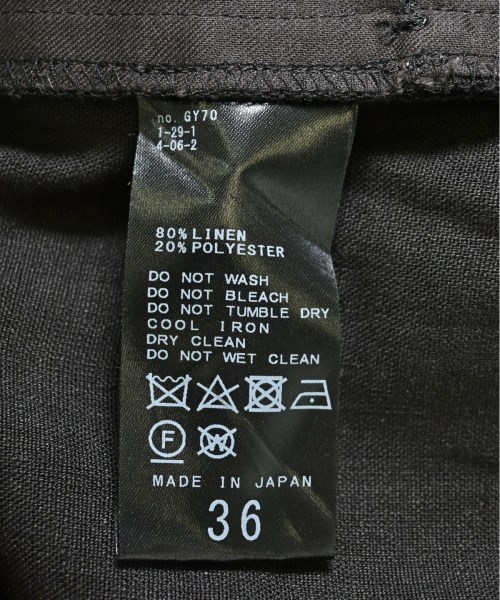 no. GY70
1-29-1
4-06-2
80% LINEN
20% POLYESTER
DO NOT WASH
DO NOT BLEACH
DO NOT TUMBLE DRY
COOL IRON
DRY CLEAN
DO NOT WET CLEAN
F W
MADE IN JAPAN
36